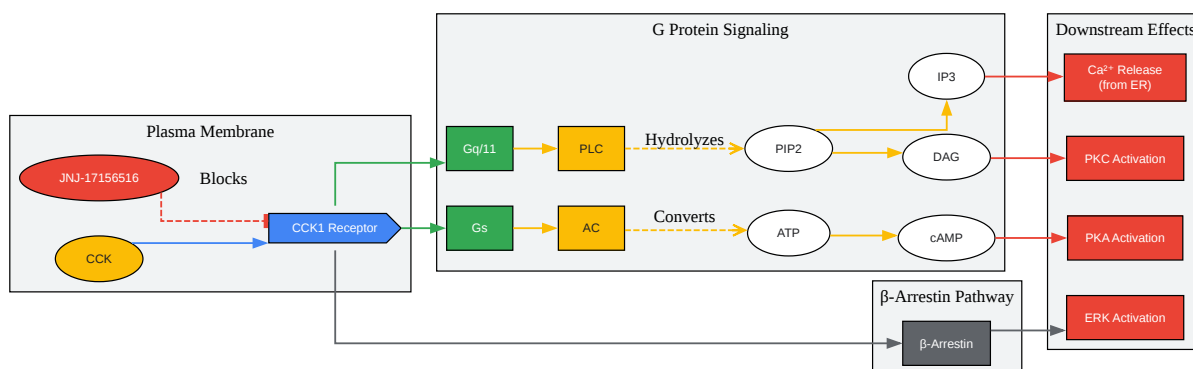 G Protein Signaling
Downstream Effects
IP3
Ca²⁺ Release
(from ER)
Plasma Membrane
Gq/11
PLC
Hydrolyzes
PIP2
DAG
PKC Activation
JNJ-17156516
Blocks
CCK1 Receptor
Gs
AC
Converts
ATP
cAMP
PKA Activation
CCK
β-Arrestin Pathway
β-Arrestin
ERK Activation